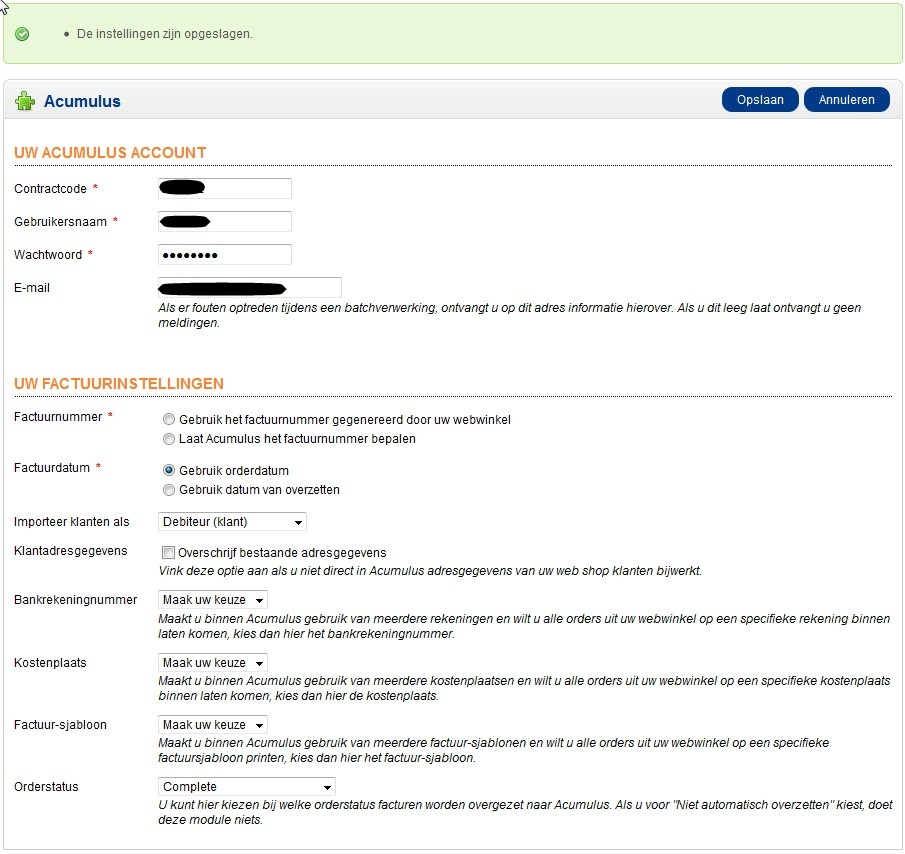 De instellingen zijn opgeslagen.
Acumulus
Opslaan
Annuleren
UW ACUMULUS ACCOUNT
Contractcode *
Gebruikersnaam *
Wachtwoord *
E-mail
Als er fouten optreden tijdens een batchverwerking, ontvangt u op dit adres informatie hierover. Als u dit leeg laat ontvangt u geen
meldingen.
UW FACTUURINSTELLINGEN
Factuurnummer *
Gebruik het factuurnummer gegenereerd door uw webwinkel
Laat Acumulus het factuurnummer bepalen
Factuurdatum *
Gebruik orderdatum
Gebruik datum van overzetten
Importeer klanten als
Debiteur (klant)
Klantadresgegevens
Overschrijf bestaande adresgegevens
Vink deze optie aan als u niet direct in Acumulus adresgegevens van uw web shop klanten bijwerkt.
Bankrekeningnummer
Maak uw keuze
Maakt u binnen Acumulus gebruik van meerdere rekeningen en wilt u alle orders uit uw webwinkel op een specifieke rekening binnen
laten komen, kies dan hier het bankrekeningnummer.
Kostenplaats
Maak uw keuze
Maakt u binnen Acumulus gebruik van meerdere kostenplaatsen en wilt u alle orders uit uw webwinkel op een specifieke kostenplaats
binnen laten komen, kies dan hier de kostenplaats.
Factuur-sjabloon
Maak uw keuze
Maakt u binnen Acumulus gebruik van meerdere factuur-sjablonen en wilt u alle orders uit uw webwinkel op een specifieke
factuursjabloon printen, kies dan hier het factuur-sjabloon.
Orderstatus
Complete
U kunt hier kiezen bij welke orderstatus facturen worden overgezet naar Acumulus. Als u voor "Niet automatisch overzetten" kiest, doet
deze module niets.